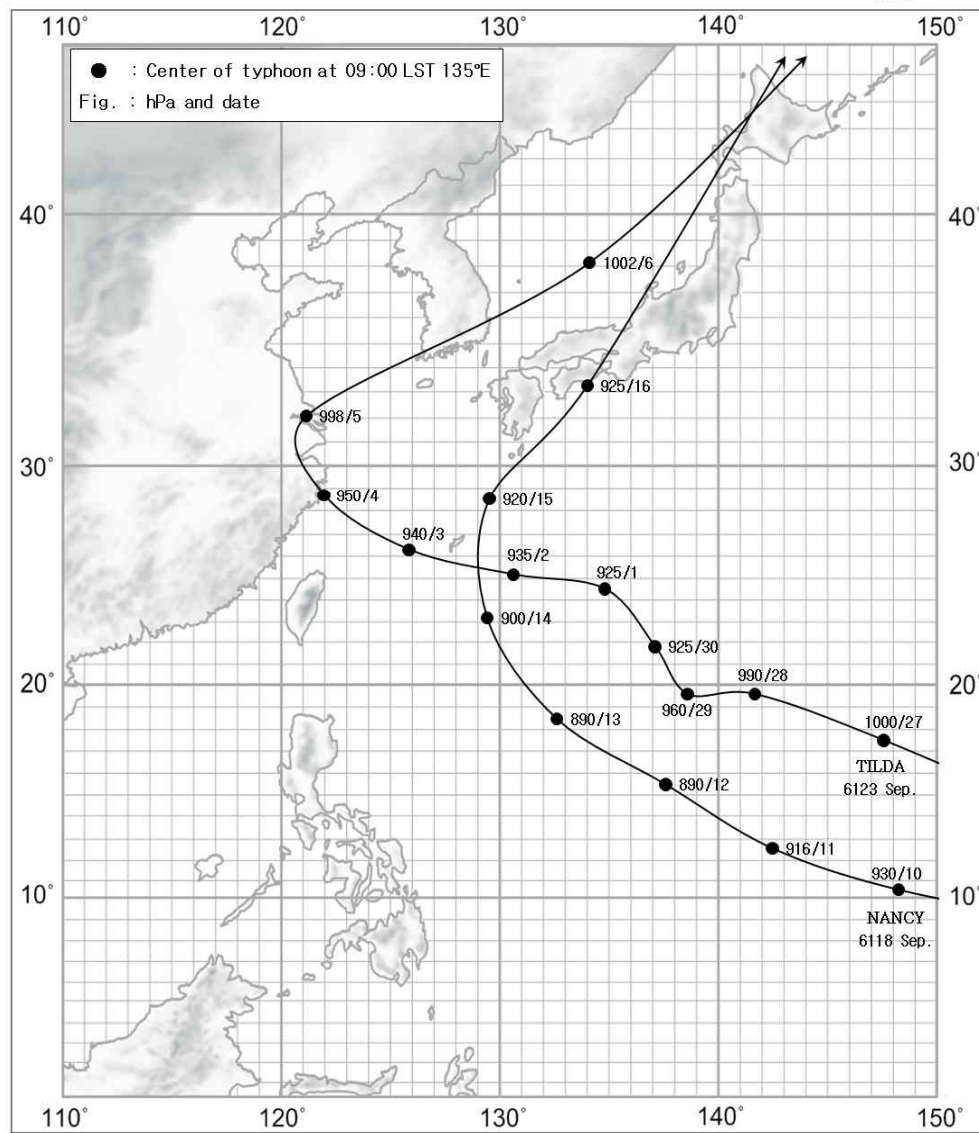 110° 120° 130° 140° 150°
● : Center of typhoon at 09:00 LST 135°E
Fig. : hPa and date
40° 40°
1002/6
925/16
998/5
30° 30°
950/4
920/15
940/3
935/2
925/1
900/14
925/30
20° 990/28 20°
960/29
890/13
1000/27
TILDA
6123 Sep.
890/12
916/11
930/10
10° 10°
NANCY
6118 Sep.
110° 120° 130° 140° 150°